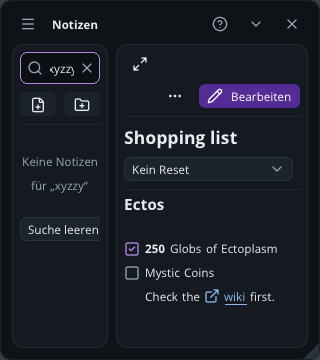 Notizen
xyzzy
Keine Notizen
für „xyzzy“
Suche leeren
Bearbeiten
Shopping list
Kein Reset
Ectos
250 Globs of Ectoplasm
Mystic Coins
Check the wiki first.